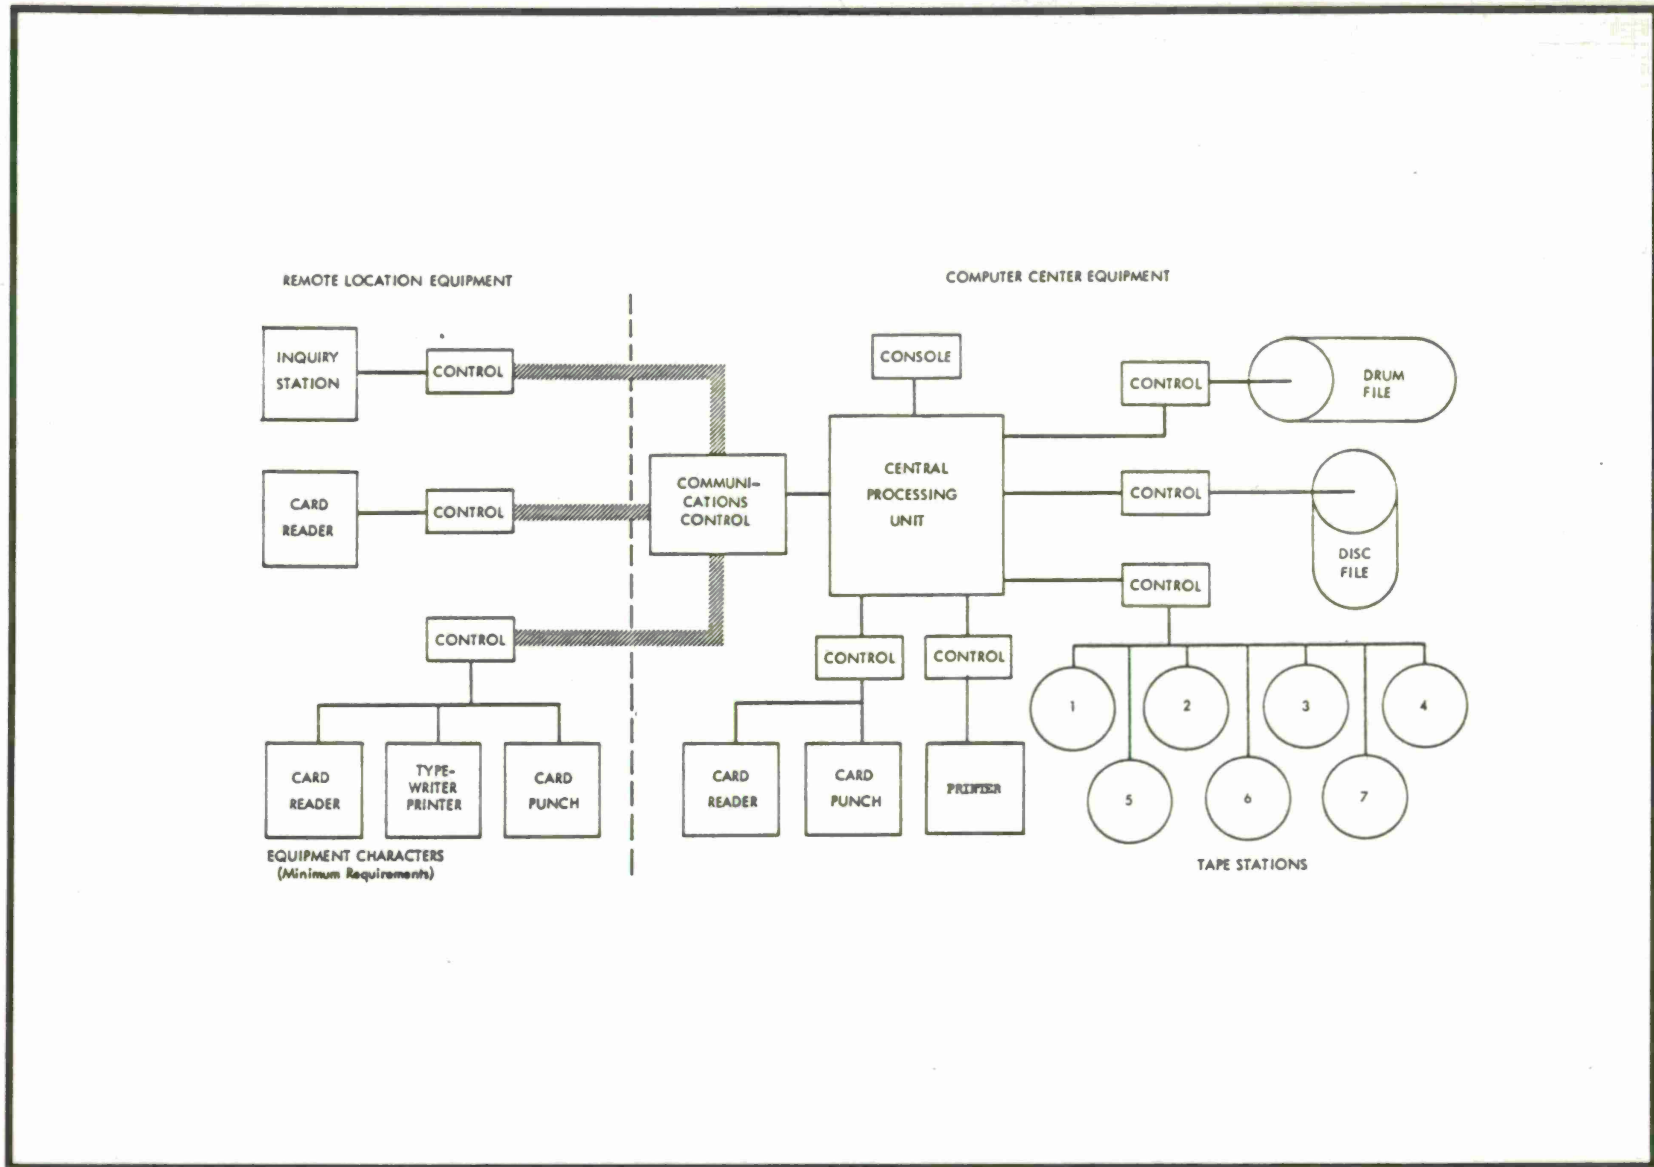 REMOTE LOCATION EQUIPMENT
COMPUTER CENTER EQUIPMENT
INQUIRY
STATION
CONTROL
CARD
READER
CONTROL
CONTROL
CARD
READER
TYPE-
WRITER
PRINTER
CARD
PUNCH
EQUIPMENT CHARACTERS
(Minimum Requirements)
COMMUNI-
CATIONS
CONTROL
CONSOLE
CENTRAL
PROCESSING
UNIT
CONTROL
CONTROL
CARD
READER
CARD
PUNCH
PRINTER
CONTROL
DRUM
FILE
CONTROL
DISC
FILE
CONTROL
1
2
3
4
5
6
7
TAPE STATIONS